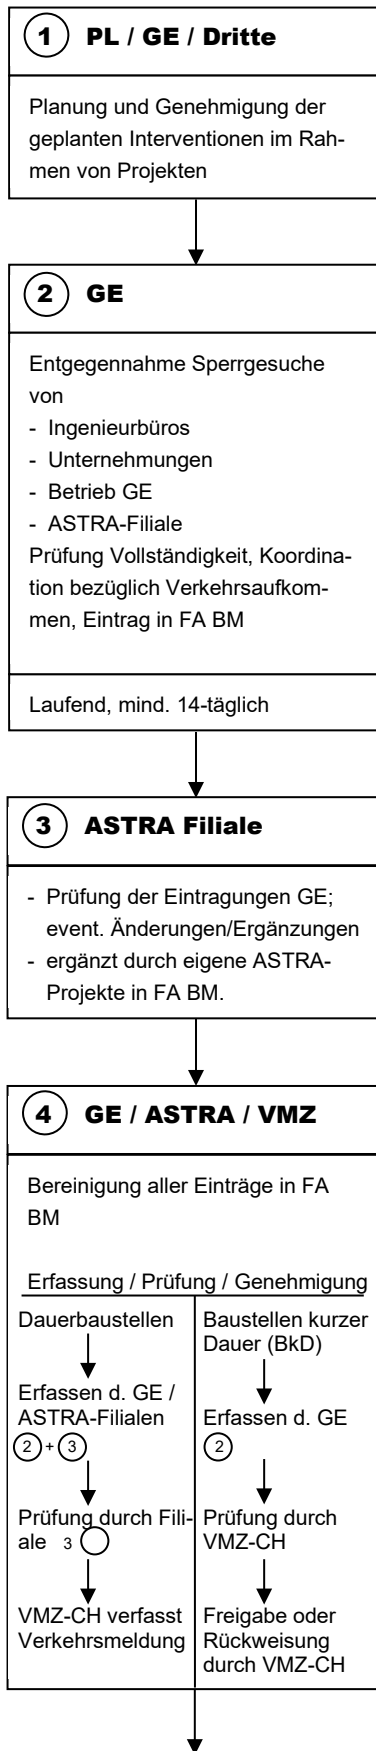 1 PL / GE / Dritte
Planung und Genehmigung der
geplanten Interventionen im Rah-
men von Projekten
2 GE
Entgegennahme Sperrgesuche
von
- Ingenieurbüros
- Unternehmungen
- Betrieb GE
- ASTRA-Filiale
Prüfung Vollständigkeit, Koordina-
tion bezüglich Verkehrsaufkom-
men, Eintrag in FA BM
Laufend, mind. 14-täglich
3 ASTRA Filiale
- Prüfung der Eintragungen GE;
event. Änderungen/Ergänzungen
- ergänzt durch eigene ASTRA-
Projekte in FA BM.
4 GE / ASTRA / VMZ
Bereinigung aller Einträge in FA
BM
Erfassung / Prüfung / Genehmigung
Dauerbaustellen
Erfassen d. GE /
ASTRA-Filialen
2 + 3
Prüfung durch Fili-
ale 3
VMZ-CH verfasst
Verkehrsmeldung
Baustellen kurzer
Dauer (BkD)
Erfassen d. GE
2
Prüfung durch
VMZ-CH
Freigabe oder
Rückweisung
durch VMZ-CH